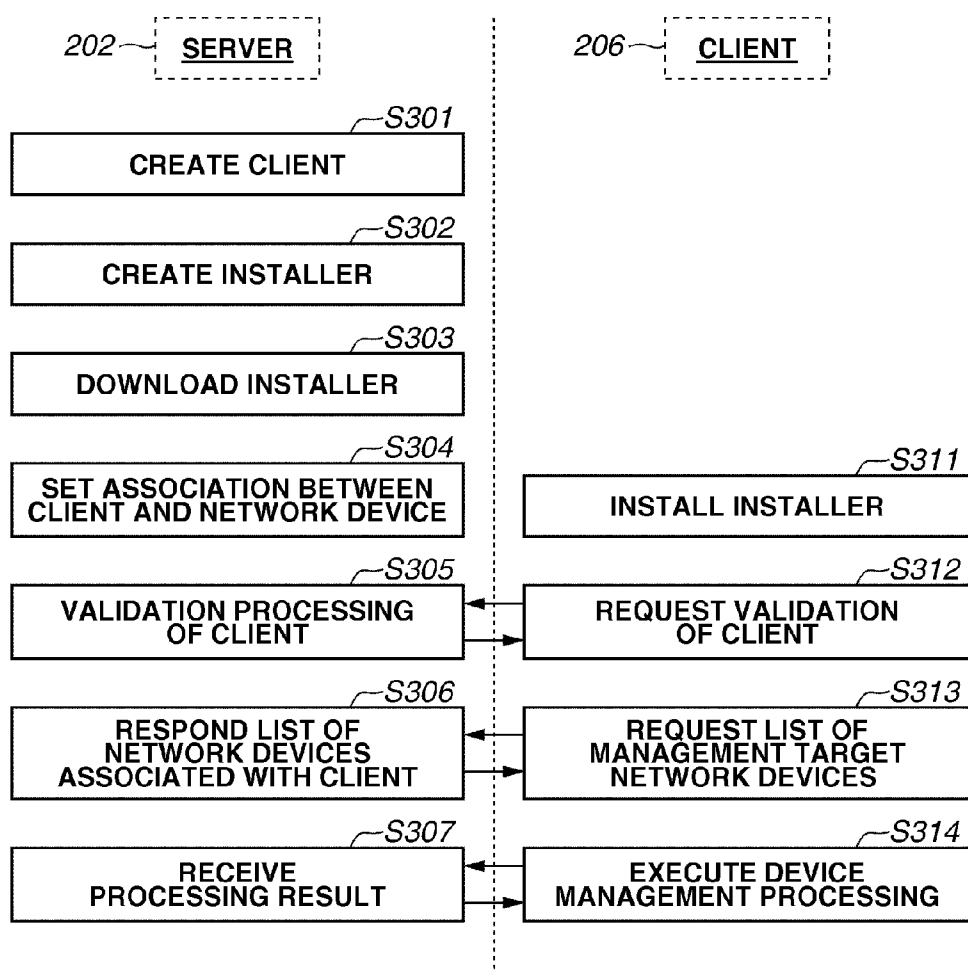 202 SERVER
206 CLIENT
S301
CREATE CLIENT
S302
CREATE INSTALLER
S303
DOWNLOAD INSTALLER
S304
SET ASSOCIATION BETWEEN
CLIENT AND NETWORK DEVICE
S311
INSTALL INSTALLER
S305
VALIDATION PROCESSING
OF CLIENT
S312
REQUEST VALIDATION
OF CLIENT
S306
RESPOND LIST OF
NETWORK DEVICES
ASSOCIATED WITH CLIENT
S313
REQUEST LIST OF
MANAGEMENT TARGET
NETWORK DEVICES
S307
RECEIVE
PROCESSING RESULT
S314
EXECUTE DEVICE
MANAGEMENT PROCESSING